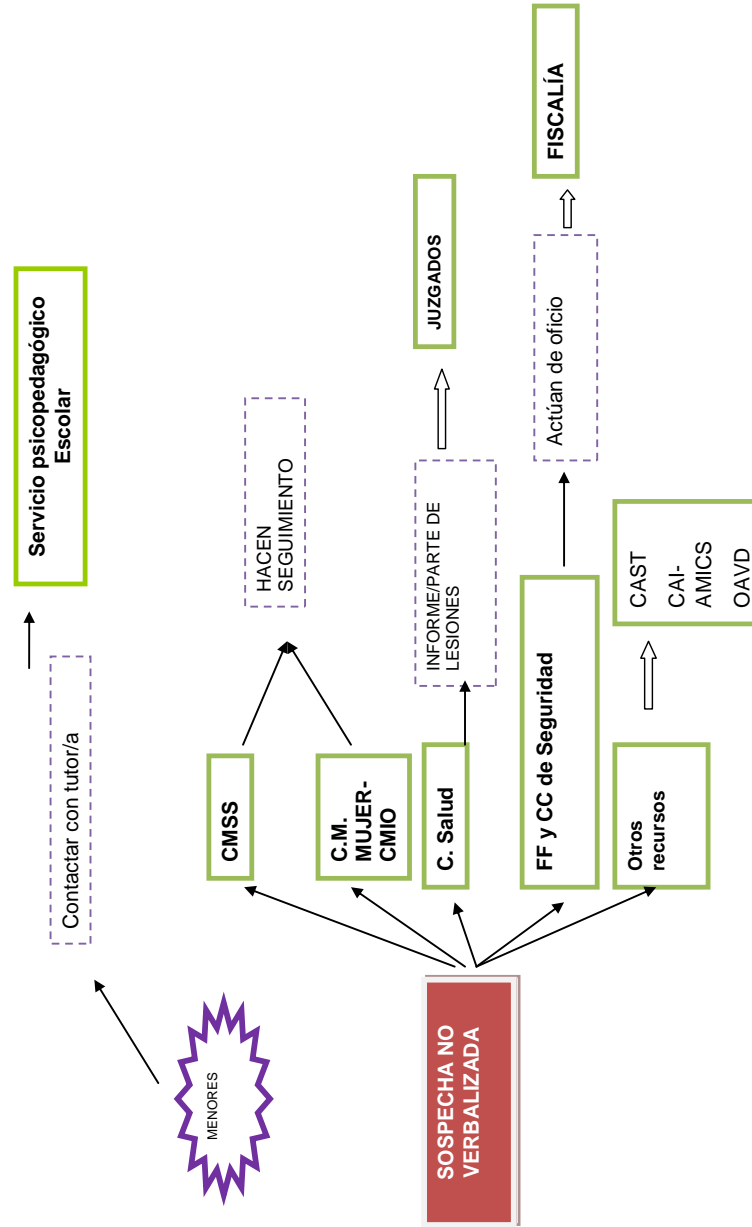 Servicio psicopedagógico
Escolar
Contactar con tutor/a
MENORES
HACEN
SEGUIMIENTO
CMSS
C.M.
MUJER-
CMIO
JUZGADOS
INFORME/PARTE DE
LESIONES
C. Salud
SOSPECHA NO
VERBALIZADA
FISCALÍA
Actúan de oficio
FF y CC de Seguridad
Otros
recursos
CAST
CAI-
AMICS
OAVD